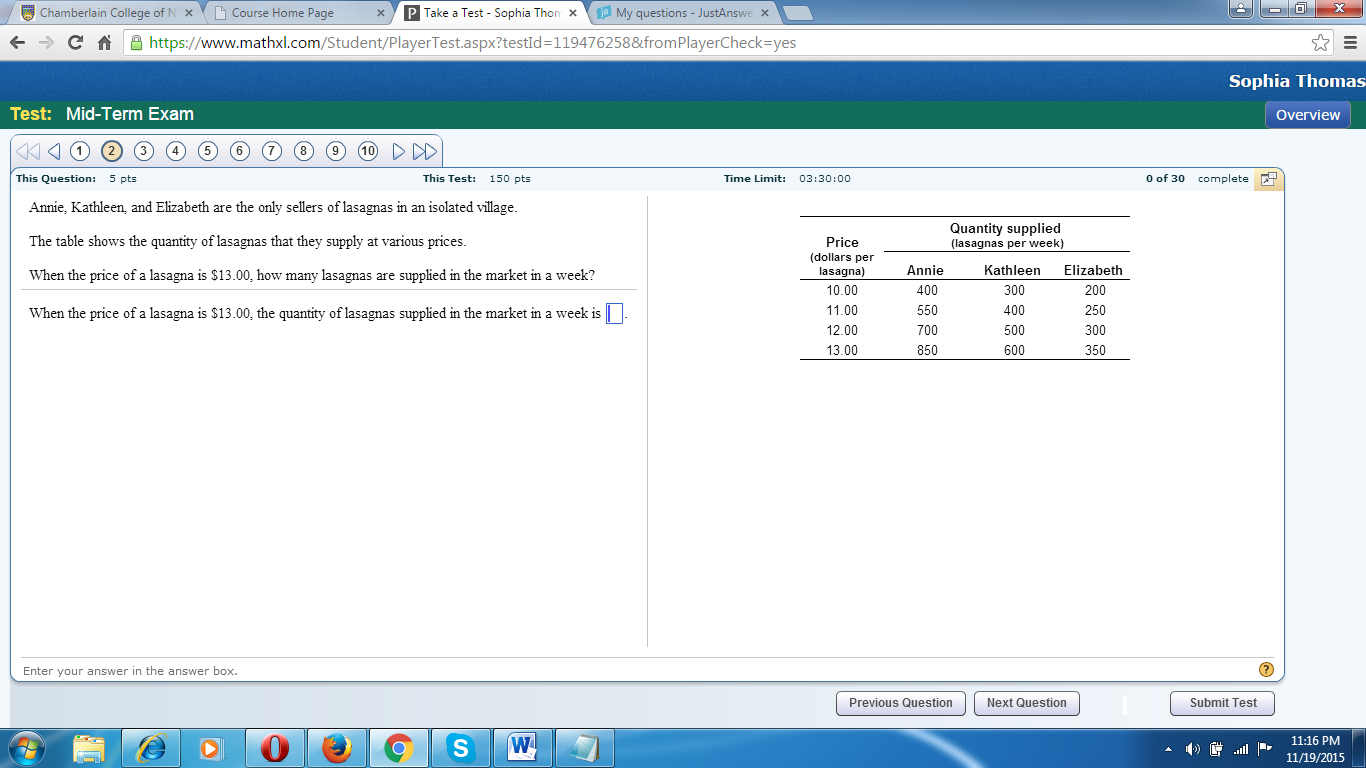 Chamberlain College of N
Course Home Page
Take a Test - Sophia Thom
My questions - JustAnswe
https://www.mathxl.com/Student/PlayerTest.aspx?testId=119476258&fromPlayerCheck=yes
Sophia Thomas
Test: Mid-Term Exam
Overview
1 2 3 4 5 6 7 8 9 10
This Question: 5 pts This Test: 150 pts Time Limit: 03:30:00 0 of 30 complete
Annie, Kathleen, and Elizabeth are the only sellers of lasagnas in an isolated village.
The table shows the quantity of lasagnas that they supply at various prices.
When the price of a lasagna is $13.00, how many lasagnas are supplied in the market in a week?
When the price of a lasagna is $13.00, the quantity of lasagnas supplied in the market in a week is .
Quantity supplied
(lasagnas per week)
Price
(dollars per
lasagna) Annie Kathleen Elizabeth
10.00 400 300 200
11.00 550 400 250
12.00 700 500 300
13.00 850 600 350
Enter your answer in the answer box.
?
Previous Question Next Question Submit Test
11:16 PM
11/19/2015